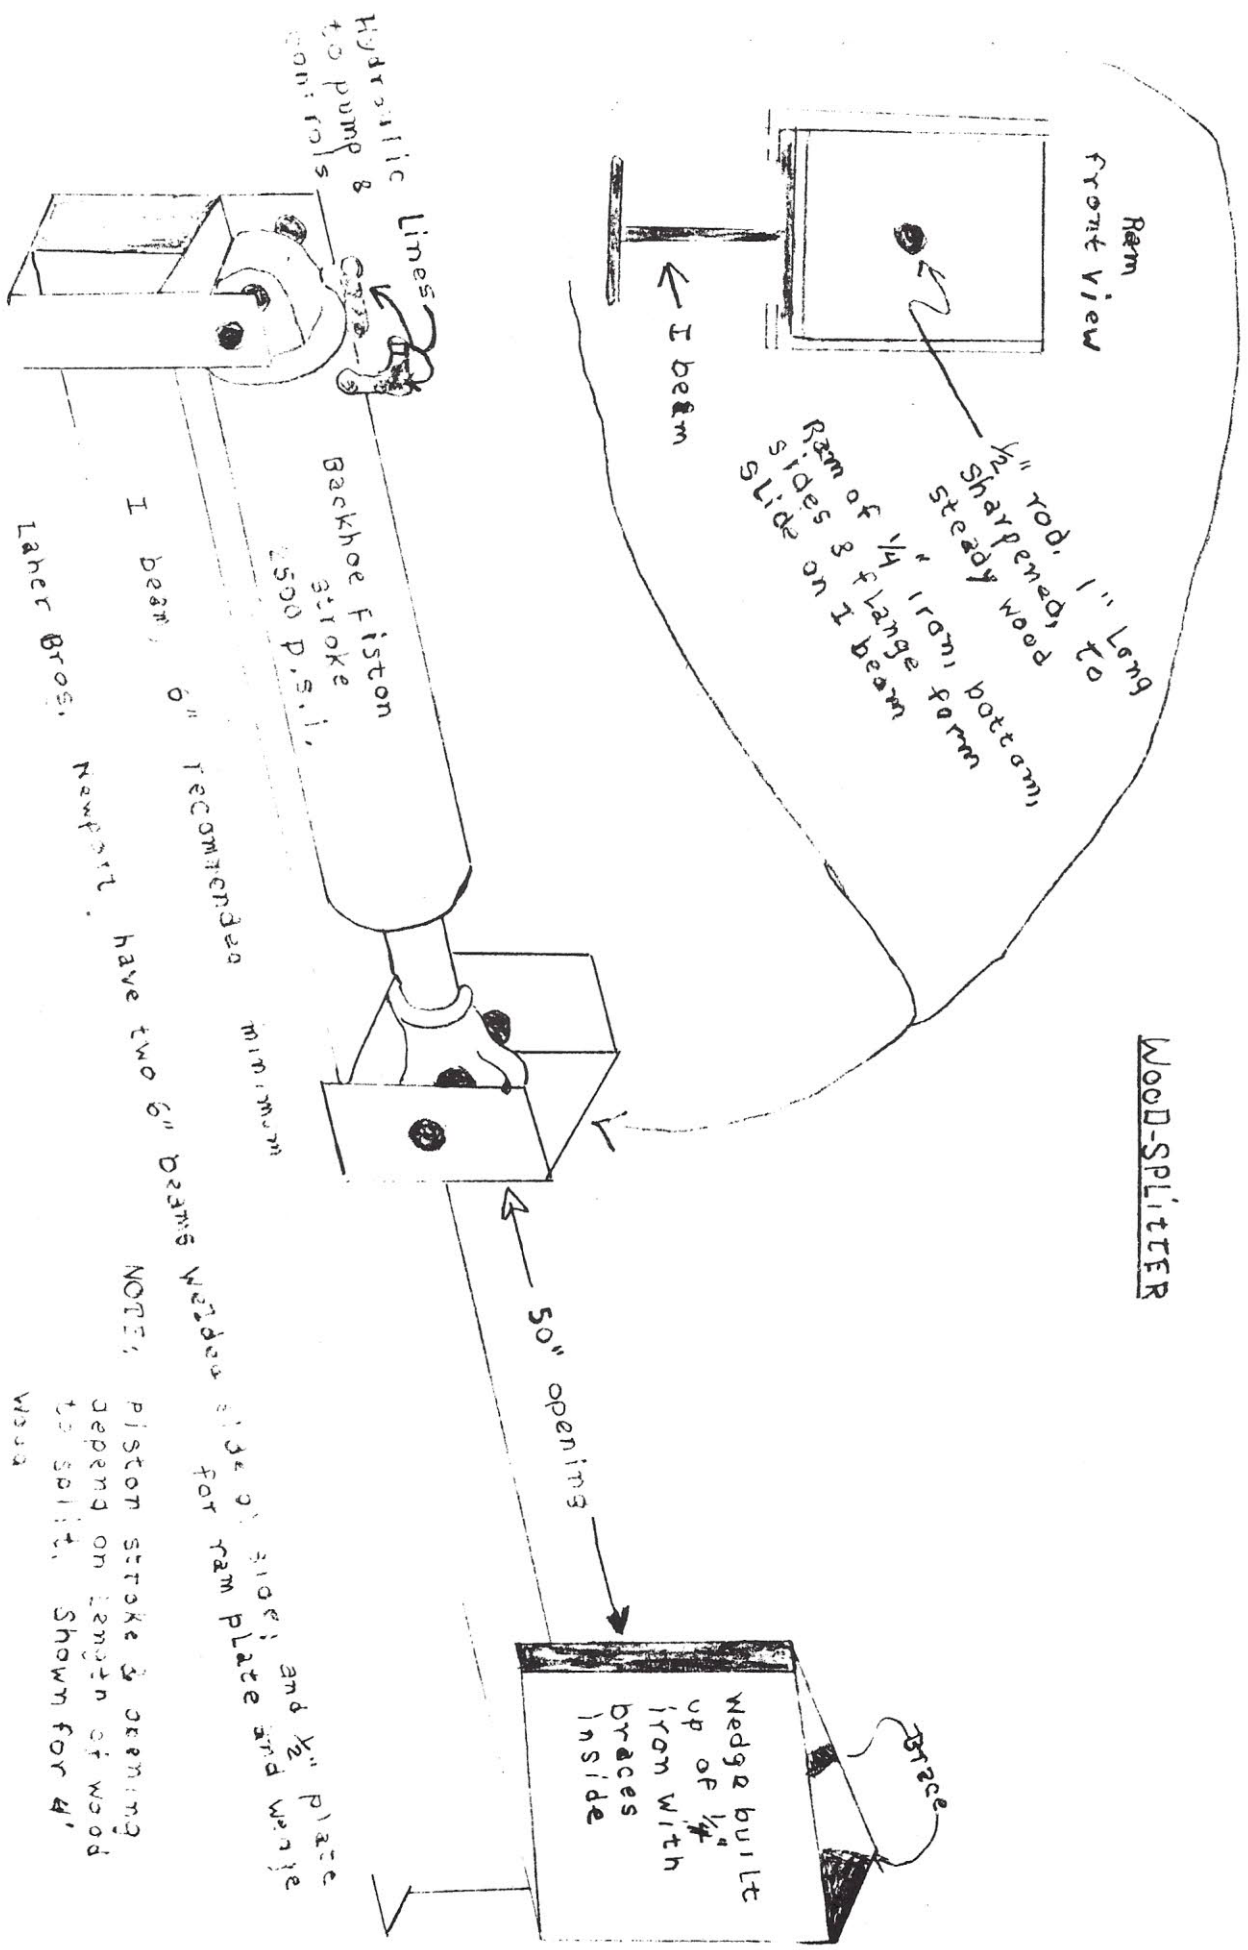 WOOD-SPLITTER
Ram
front view
1/2" rod, 1" Long
sharpened, to
steady wood
Ram of 1/4" iron, bottom,
sides & flange form
slide on I beam
I beam
Hydraulic Lines
to pump &
controls
Backhoe Piston
stroke
2500 p.s.i.
50" opening
Brace
Wedge built
up of 1/4"
iron with
braces
inside
I beam, 6" recommended minimum
Laher Bros. Newport. have two 6" beams welded side by side; and 1/2" plate
for ram plate and wedge
NOTE; Piston stroke & opening
depend on Length of wood
to split. Shown for 4'
wood